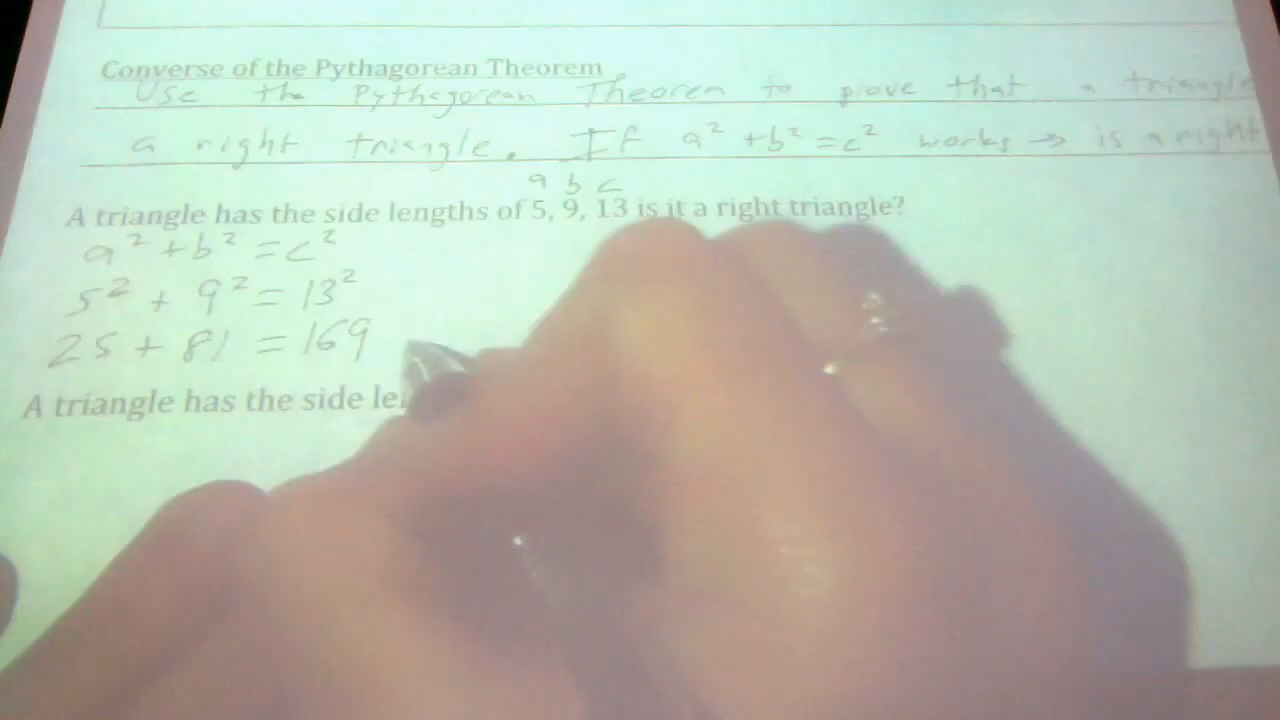 Converse of the Pythagorean Theorem
Use the Pythagorean Theorem to prove that a triangle
a right triangle. If a² + b² = c² works → is a right
a b c
A triangle has the side lengths of 5, 9, 13 is it a right triangle?
a² + b² = c²
5² + 9² = 13²
25 + 81 = 169
A triangle has the side